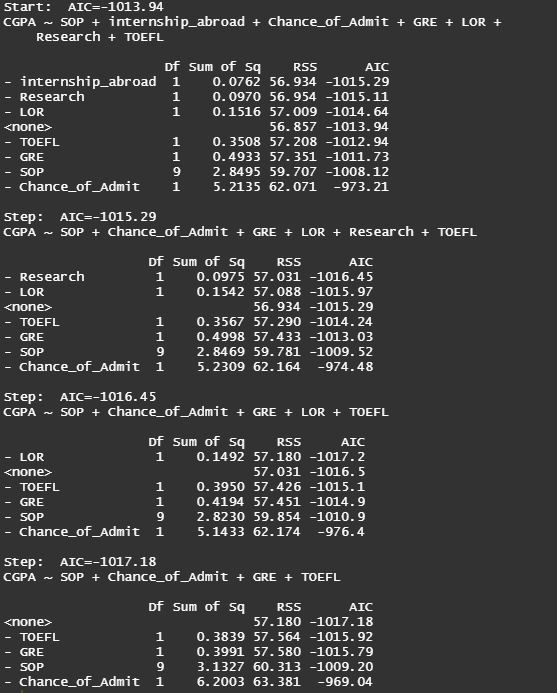 Start:  AIC=-1013.94
CGPA ~ SOP + internship_abroad + Chance_of_Admit + GRE + LOR +
    Research + TOEFL
                    Df Sum of Sq    RSS      AIC
- internship_abroad  1    0.0762 56.934 -1015.29
- Research           1    0.0970 56.954 -1015.11
- LOR                1    0.1516 57.009 -1014.64
<none>                           56.857 -1013.94
- TOEFL              1    0.3508 57.208 -1012.94
- GRE                1    0.4933 57.351 -1011.73
- SOP                9    2.8495 59.707 -1008.12
- Chance_of_Admit    1    5.2135 62.071  -973.21
Step:  AIC=-1015.29
CGPA ~ SOP + Chance_of_Admit + GRE + LOR + Research + TOEFL
                  Df Sum of Sq    RSS      AIC
- Research         1    0.0975 57.031 -1016.45
- LOR              1    0.1542 57.088 -1015.97
<none>                         56.934 -1015.29
- TOEFL            1    0.3567 57.290 -1014.24
- GRE              1    0.4998 57.433 -1013.03
- SOP              9    2.8469 59.781 -1009.52
- Chance_of_Admit  1    5.2309 62.164  -974.48
Step:  AIC=-1016.45
CGPA ~ SOP + Chance_of_Admit + GRE + LOR + TOEFL
                  Df Sum of Sq    RSS     AIC
- LOR              1    0.1492 57.180 -1017.2
<none>                         57.031 -1016.5
- TOEFL            1    0.3950 57.426 -1015.1
- GRE              1    0.4194 57.451 -1014.9
- SOP              9    2.8230 59.854 -1010.9
- Chance_of_Admit  1    5.1433 62.174  -976.4
Step:  AIC=-1017.18
CGPA ~ SOP + Chance_of_Admit + GRE + TOEFL
                  Df Sum of Sq    RSS      AIC
<none>                         57.180 -1017.18
- TOEFL            1    0.3839 57.564 -1015.92
- GRE              1    0.3991 57.580 -1015.79
- SOP              9    3.1327 60.313 -1009.20
- Chance_of_Admit  1    6.2003 63.381  -969.04